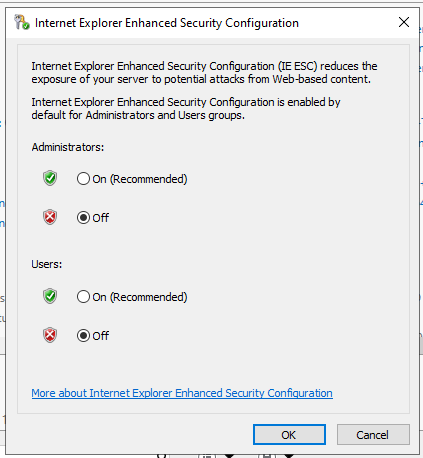 Internet Explorer Enhanced Security Configuration
Internet Explorer Enhanced Security Configuration (IE ESC) reduces the
exposure of your server to potential attacks from Web-based content.
Internet Explorer Enhanced Security Configuration is enabled by
default for Administrators and Users groups.
Administrators:
On (Recommended)
Off
Users:
On (Recommended)
Off
More about Internet Explorer Enhanced Security Configuration
OK
Cancel